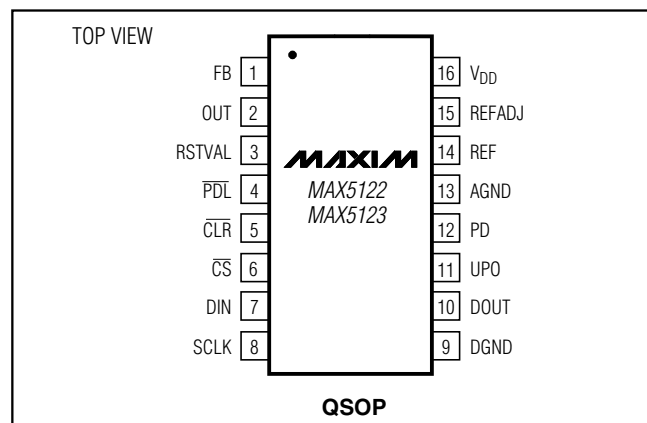 TOP VIEW
FB 1
OUT 2
RSTVAL 3
PDL 4
CLR 5
CS 6
DIN 7
SCLK 8
MAXIM
MAX5122
MAX5123
16 VDD
15 REFADJ
14 REF
13 AGND
12 PD
11 UPO
10 DOUT
9 DGND
QSOP